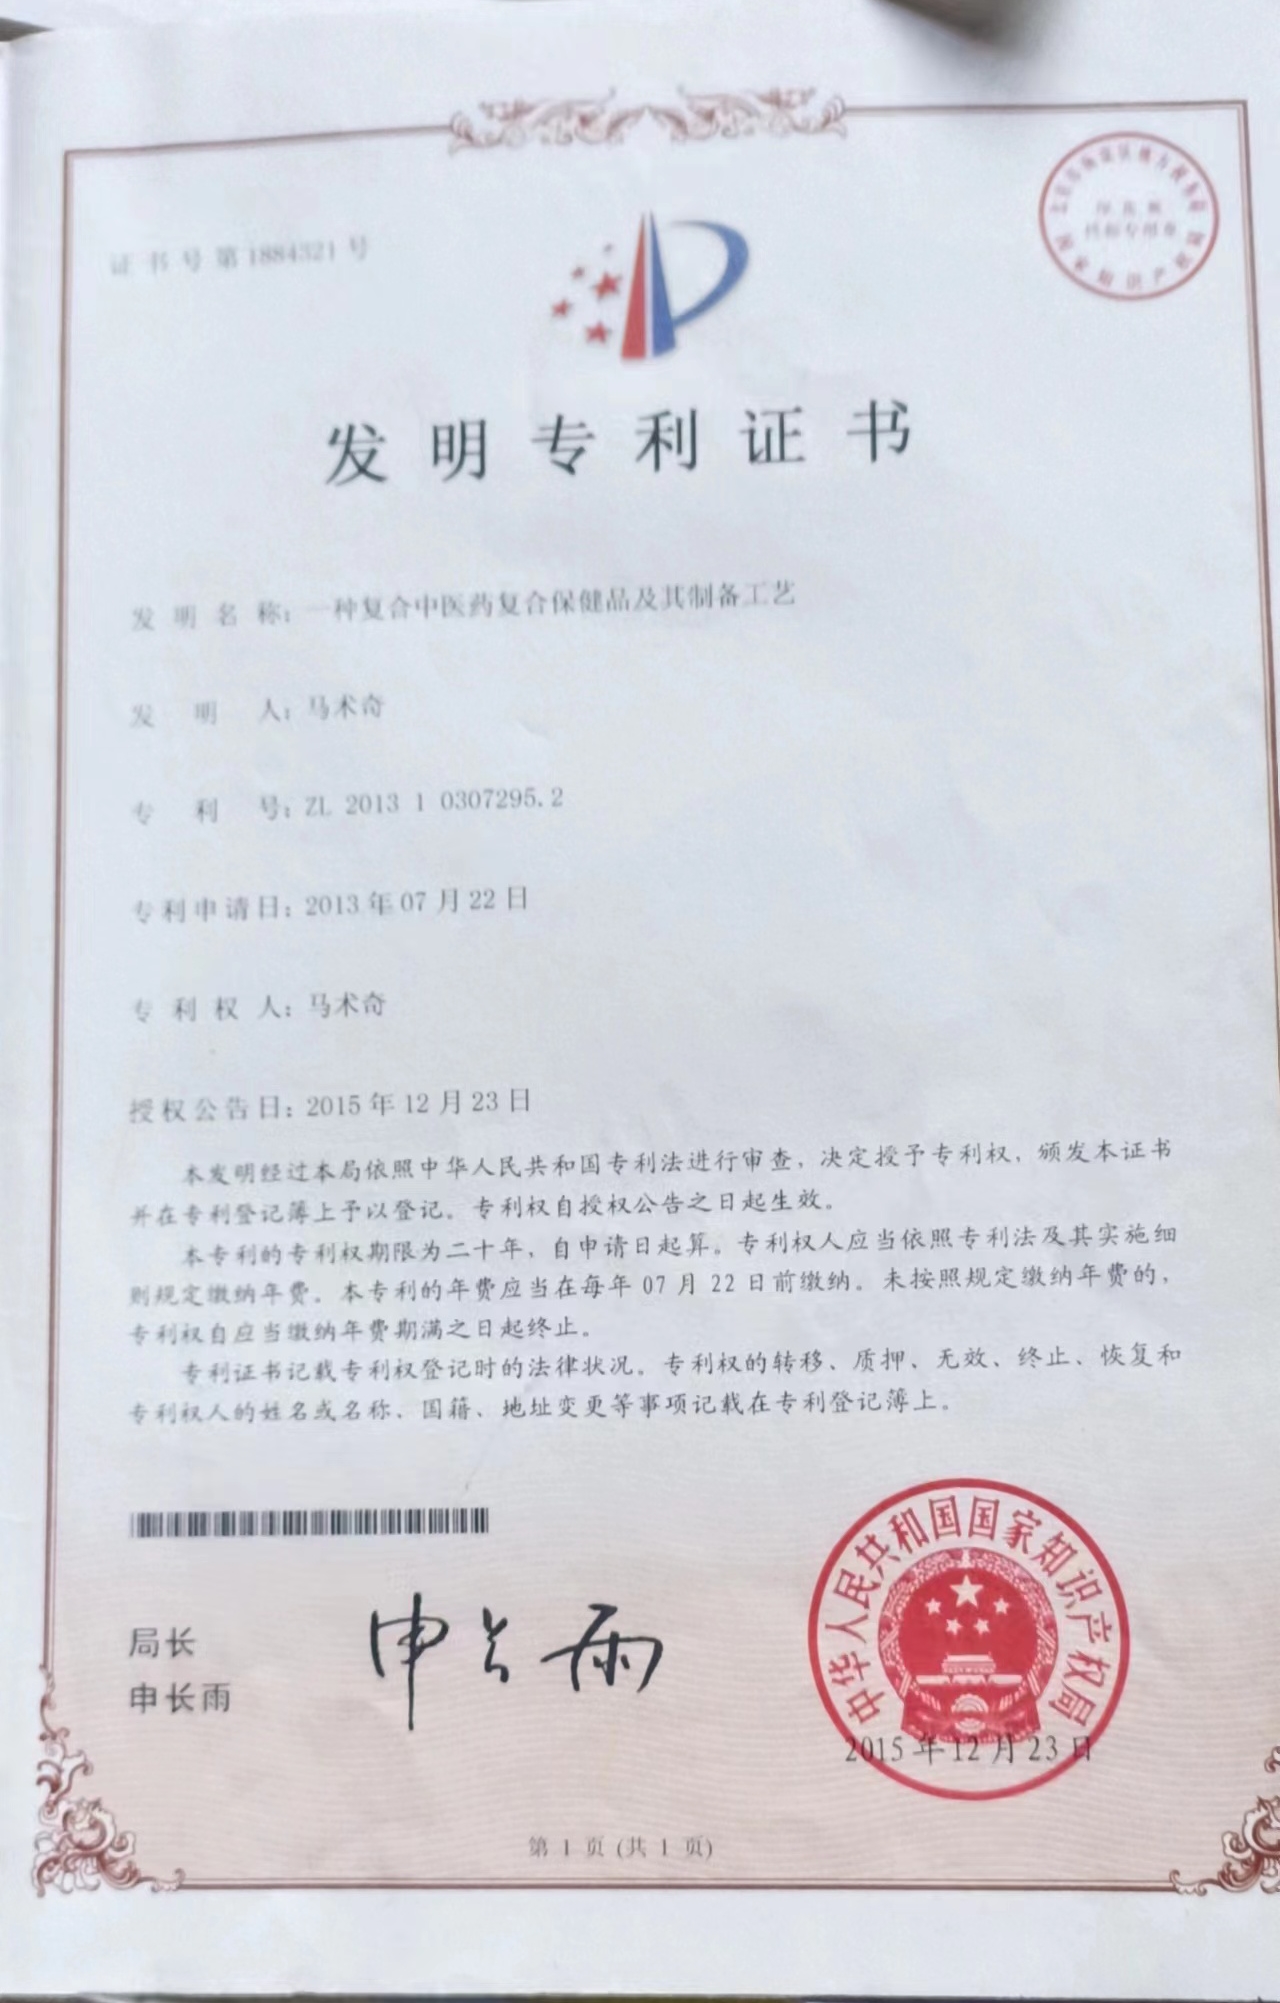 证书号第1884321号
发明专利证书
发明名称：一种复合中医药复合保健品及其制备工艺
发明人：马术奇
专利号：ZL 2013 1 0307295.2
专利申请日：2013年07月22日
专利权人：马术奇
授权公告日：2015年12月23日
本发明经过本局依照中华人民共和国专利法进行审查，决定授予专利权，颁发本证书
并在专利登记簿上予以登记。专利权自授权公告之日起生效。
本专利的专利权期限为二十年，自申请日起算。专利权人应当依照专利法及其实施细
则规定缴纳年费。本专利的年费应当在每年07月22日前缴纳。未按照规定缴纳年费的，
专利权自应当缴纳年费期满之日起终止。
专利证书记载专利权登记时的法律状况。专利权的转移、质押、无效、终止、恢复和
专利权人的姓名或名称、国籍、地址变更等事项记载在专利登记簿上。
局长
申长雨
申长雨
中华人民共和国国家知识产权局
2015年12月23日
第 1 页 (共 1 页)